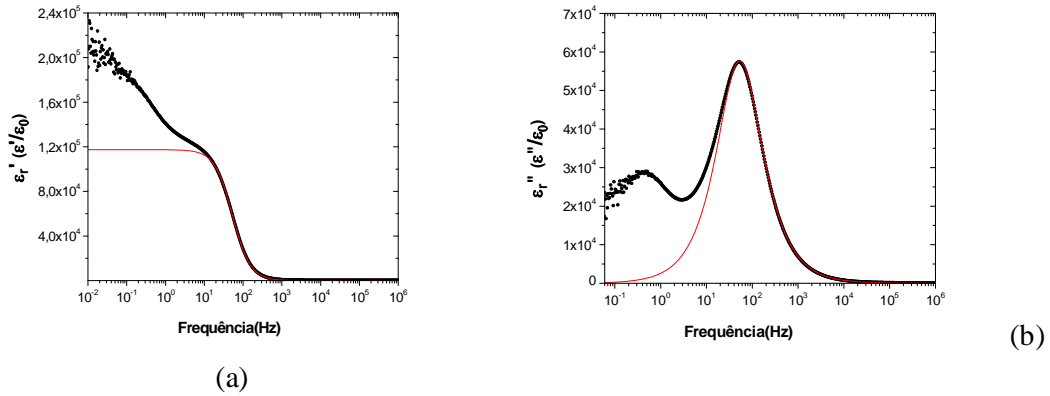 2,4x10⁵
2,0x10⁵
1,6x10⁵
1,2x10⁵
8,0x10⁴
4,0x10⁴
εr' (ε'/ε0)
10⁻² 10⁻¹ 10⁰ 10¹ 10² 10³ 10⁴ 10⁵ 10⁶
Frequência(Hz)
(a)
7x10⁴
6x10⁴
5x10⁴
4x10⁴
3x10⁴
2x10⁴
1x10⁴
0
εr'' (ε''/ε0)
10⁻¹ 10⁰ 10¹ 10² 10³ 10⁴ 10⁵ 10⁶
Frequência(Hz)
(b)